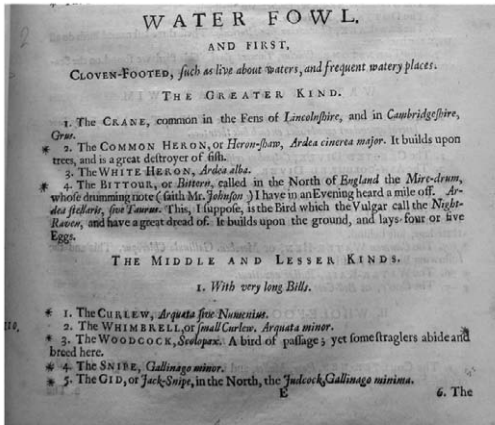 WATER FOWL.
AND FIRST,
CLOVEN-FOOTED, ſuch as live about waters, and frequent watery places.
THE GREATER KIND.
1. The CRANE, common in the Fens of Lincolnſhire, and in Cambridgeſhire,
Grus.
* 2. The COMMON HERON, or Heron-ſhaw, Ardea cinerea major. It builds upon
trees, and is a great deſtroyer of fiſh.
3. The WHITE HERON, Ardea alba.
* 4. The BITTOUR, or Bittern, called in the North of England the Mire-drum,
whoſe drumming note (ſaith Mr. Johnſon) I have in an Evening heard a mile off. Ar-
dea ſtellaris, ſive Taurus. This, I ſuppoſe, is the Bird which the Vulgar call the Night-
Raven, and have a great dread of. It builds upon the ground, and lays four or five
Eggs.
THE MIDDLE AND LESSER KINDS.
1. With very long Bills.
* 1. The CURLEW, Arquata ſive Numenius.
2. The WHIMBRELL, or ſmall Curlew, Arquata minor.
* 3. The WOODCOCK, Scolopax. A bird of paſſage; yet ſome ſtraglers abide and
breed here.
* 4. The SNIPE, Gallinago minor.
* 5. The GID, or Jack-Snipe, in the North, the Judcock, Gallinago minima.
E 6. The